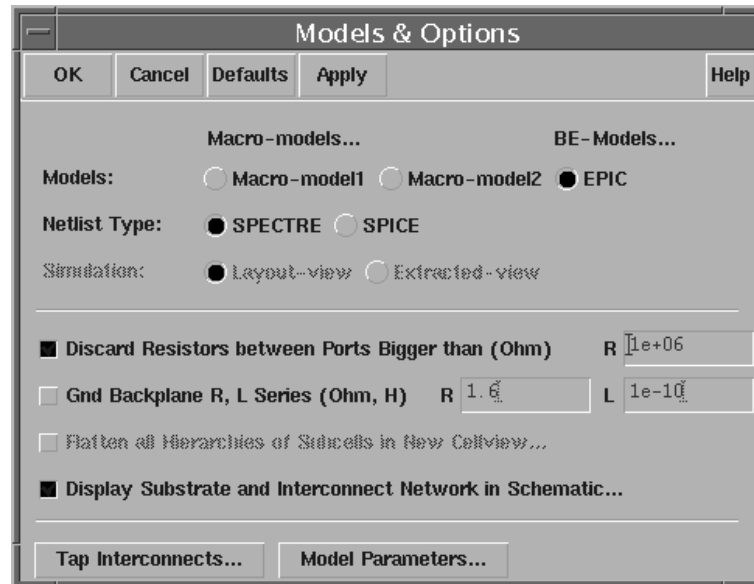 Models & Options
OK Cancel Defaults Apply Help
Macro-models... BE-Models...
Models: Macro-model1 Macro-model2 EPIC
Netlist Type: SPECTRE SPICE
Simulation: Layout-view Extracted-view
Discard Resistors between Ports Bigger than (Ohm) R 1e+06
Gnd Backplane R, L Series (Ohm, H) R 1.6 L 1e-10
Flatten all Hierarchies of Subcells in New Cellview...
Display Substrate and Interconnect Network in Schematic...
Tap Interconnects... Model Parameters...